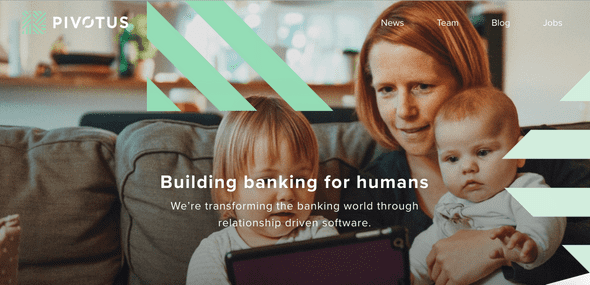 PIVOTUS
News Team Blog Jobs
Building banking for humans
We're transforming the banking world through
relationship driven software.